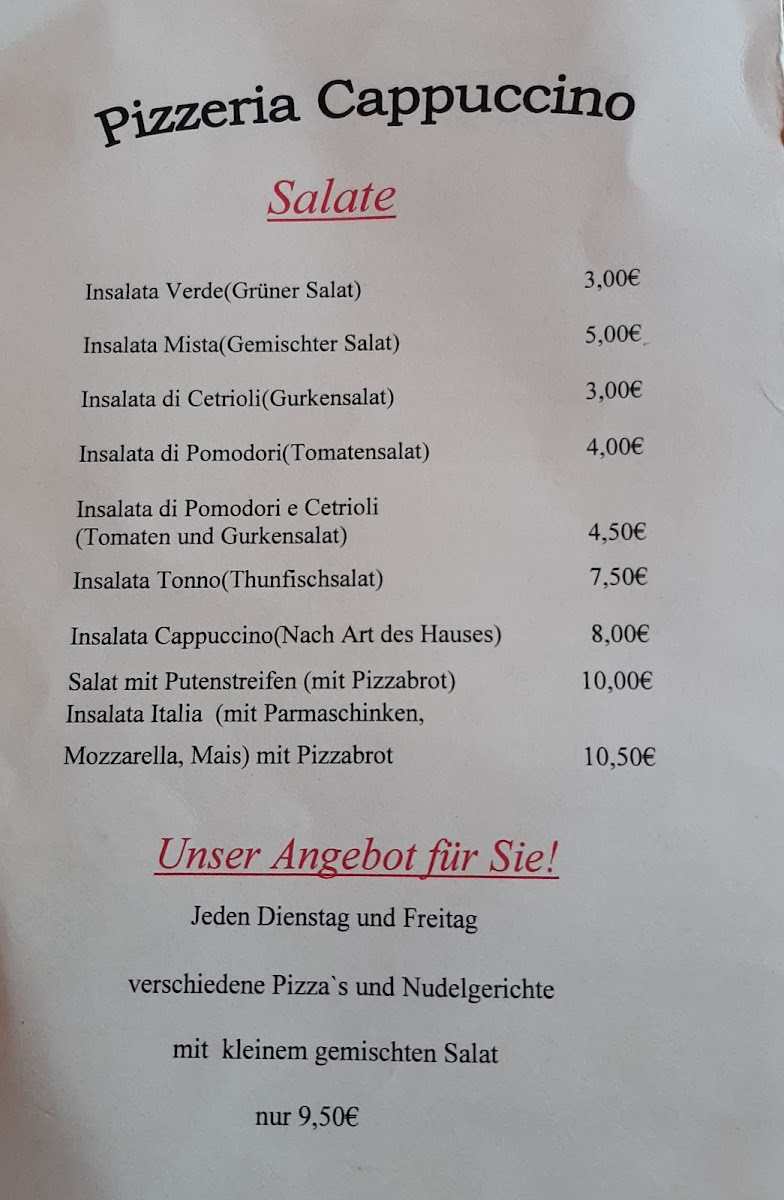 Pizzeria Cappuccino
Salate
Insalata Verde(Grüner Salat) 3,00€
Insalata Mista(Gemischter Salat) 5,00€
Insalata di Cetrioli(Gurkensalat) 3,00€
Insalata di Pomodori(Tomatensalat) 4,00€
Insalata di Pomodori e Cetrioli
(Tomaten und Gurkensalat) 4,50€
Insalata Tonno(Thunfischsalat) 7,50€
Insalata Cappuccino(Nach Art des Hauses) 8,00€
Salat mit Putenstreifen (mit Pizzabrot) 10,00€
Insalata Italia (mit Parmaschinken,
Mozzarella, Mais) mit Pizzabrot 10,50€
Unser Angebot für Sie!
Jeden Dienstag und Freitag
verschiedene Pizza`s und Nudelgerichte
mit kleinem gemischten Salat
nur 9,50€